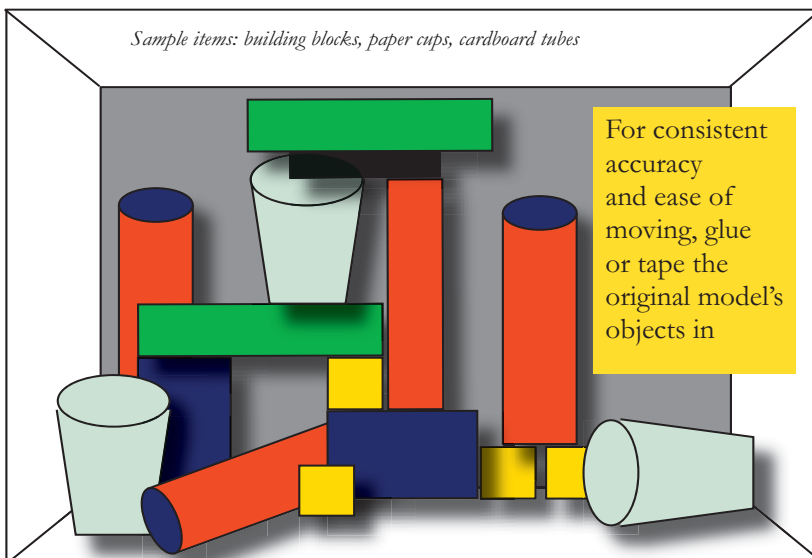 Sample items: building blocks, paper cups, cardboard tubes
For consistent
accuracy
and ease of
moving, glue
or tape the
original model's
objects in